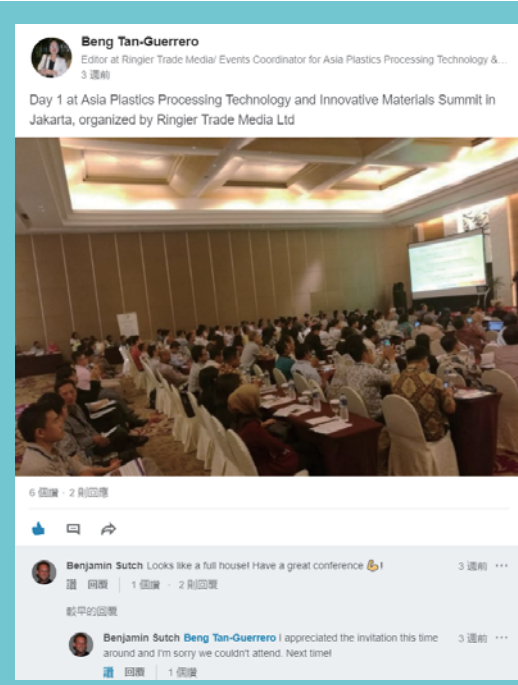 Beng Tan-Guerrero
Editor at Ringier Trade Media/ Events Coordinator for Asia Plastics Processing Technology &...
3 週前
Day 1 at Asia Plastics Processing Technology and Innovative Materials Summit in
Jakarta, organized by Ringier Trade Media Ltd
6 個讚 · 2 則回應
Benjamin Sutch Looks like a full house! Have a great conference 💪! 3 週前 ···
讚 回覆 | 1 個讚 · 2 則回應
較早的回覆
Benjamin Sutch Beng Tan-Guerrero I appreciated the invitation this time 3 週前 ···
around and I'm sorry we couldn't attend. Next time!
讚 回覆 | 1 個讚